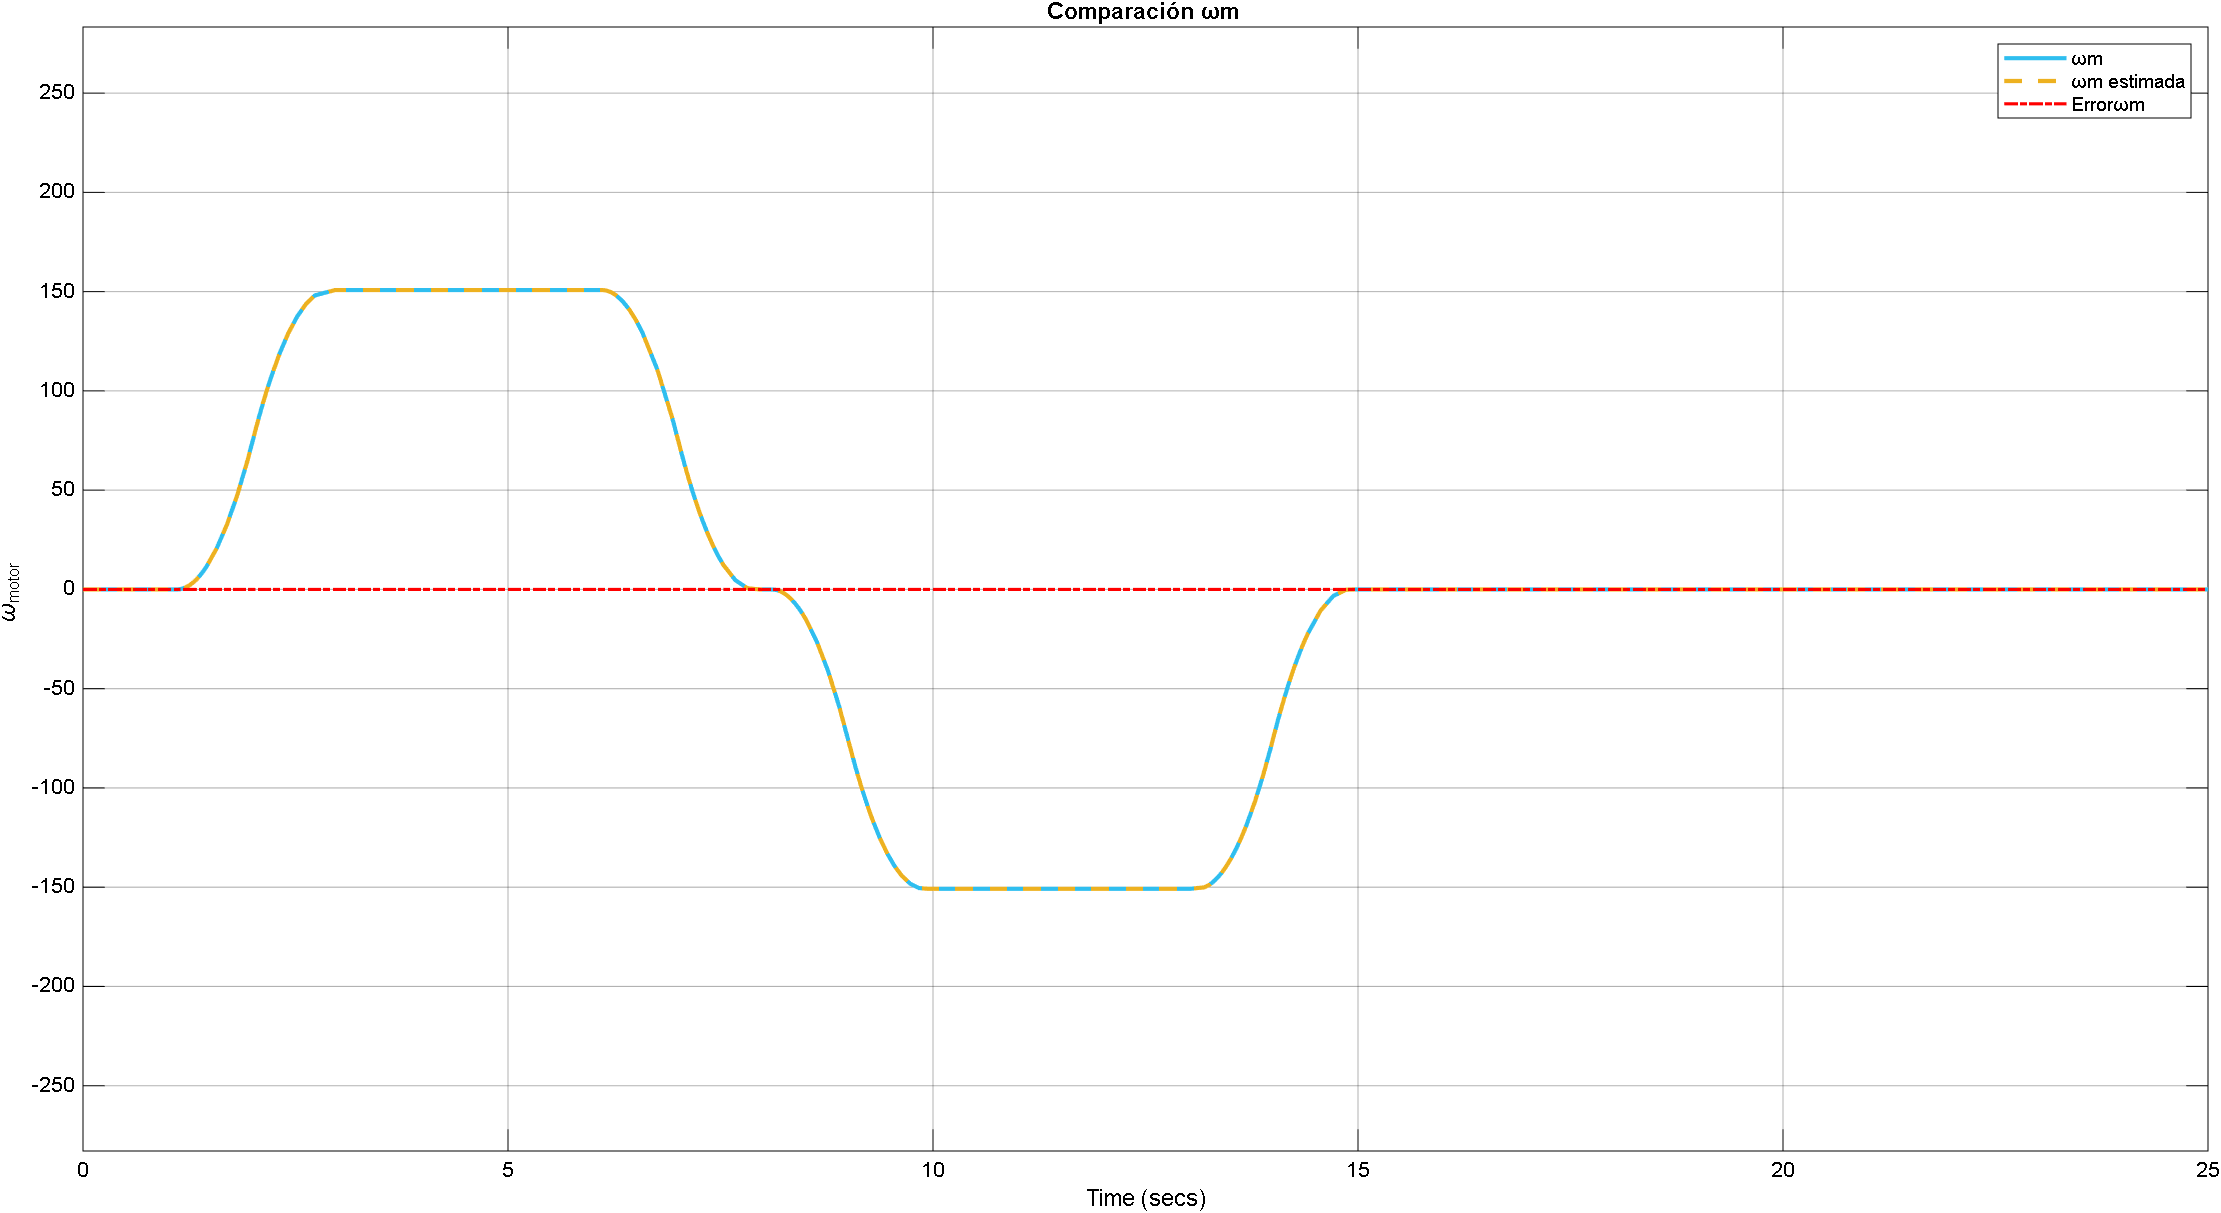 Comparación ωm
ωm
ωm estimada
Errorωm
250
200
150
100
50
0
-50
-100
-150
-200
-250
ωmotor
0 5 10 15 20 25
Time (secs)